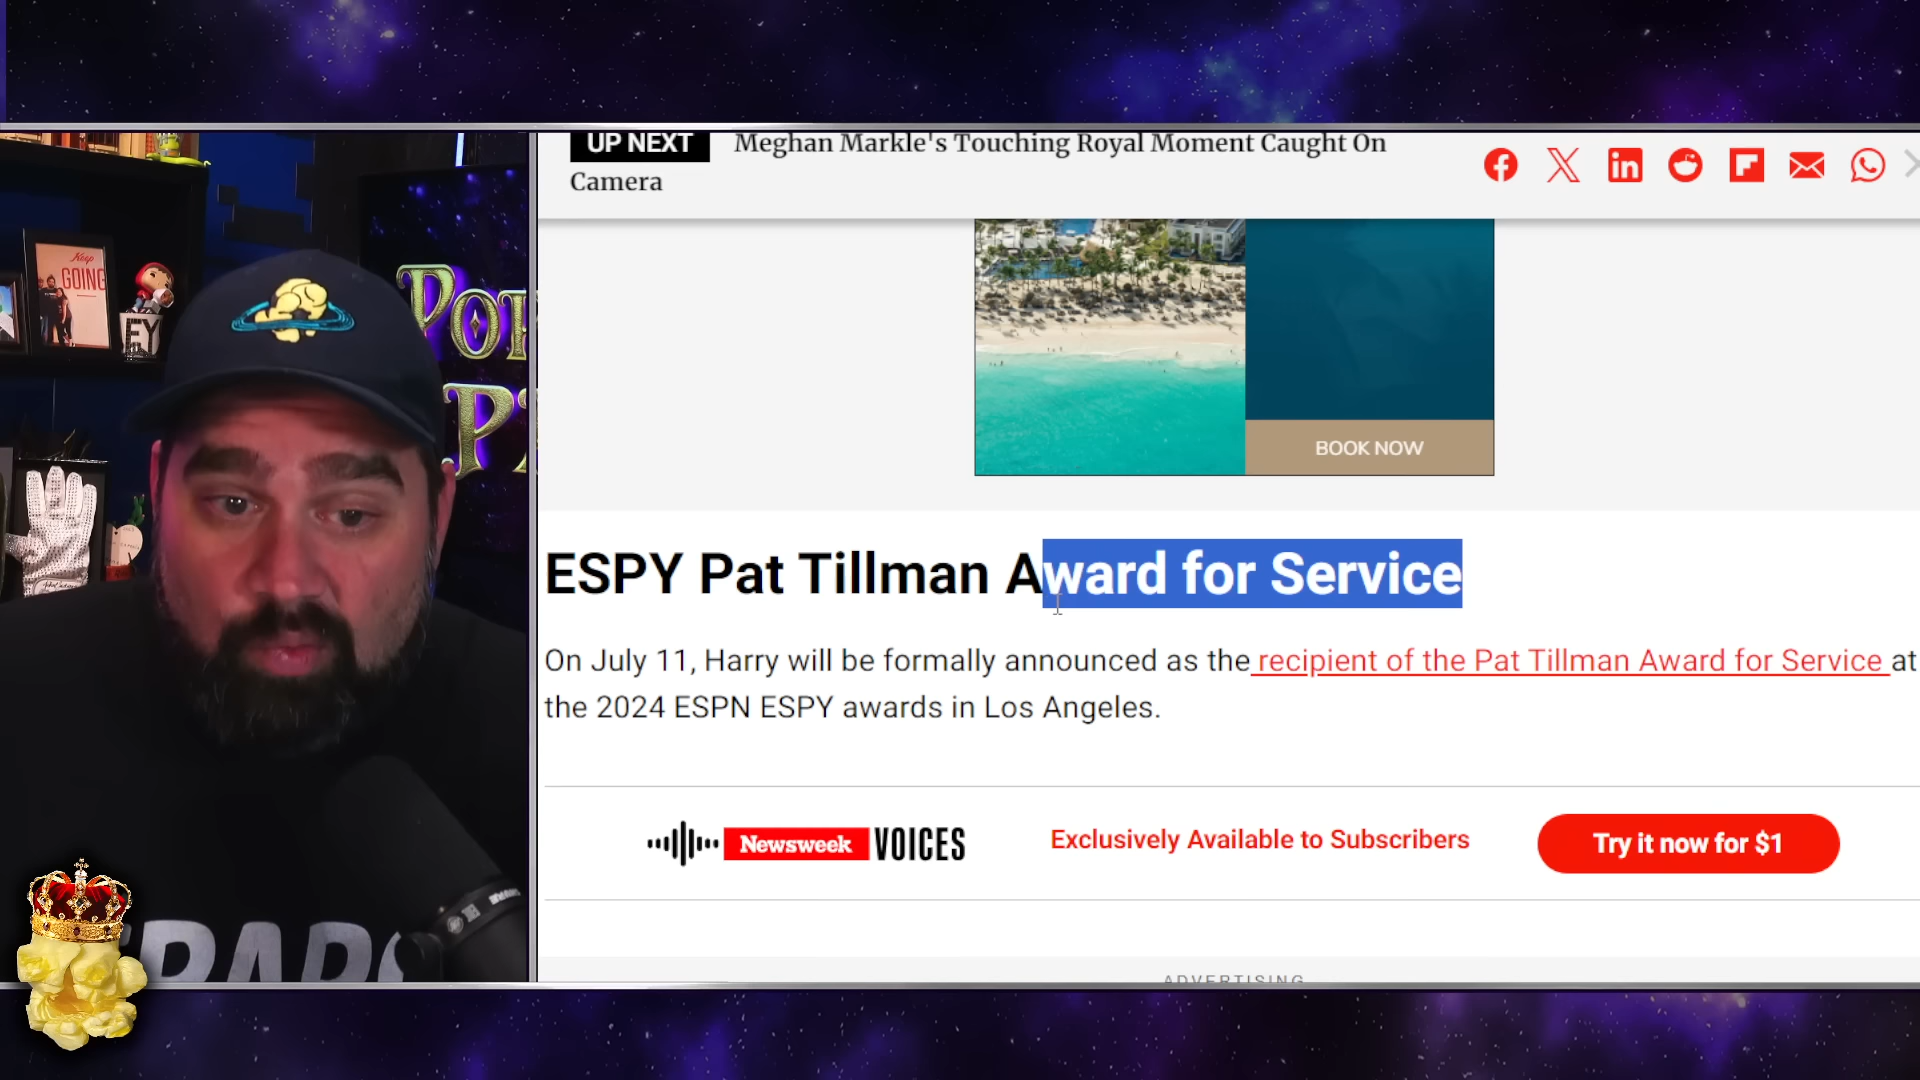 UP NEXT Meghan Markle's Touching Royal Moment Caught On
Camera
Keep
GOING
EY
BOOK NOW
ESPY Pat Tillman Award for Service
On July 11, Harry will be formally announced as the recipient of the Pat Tillman Award for Service at
the 2024 ESPN ESPY awards in Los Angeles.
Newsweek VOICES
Exclusively Available to Subscribers
Try it now for $1
ADVERTISING